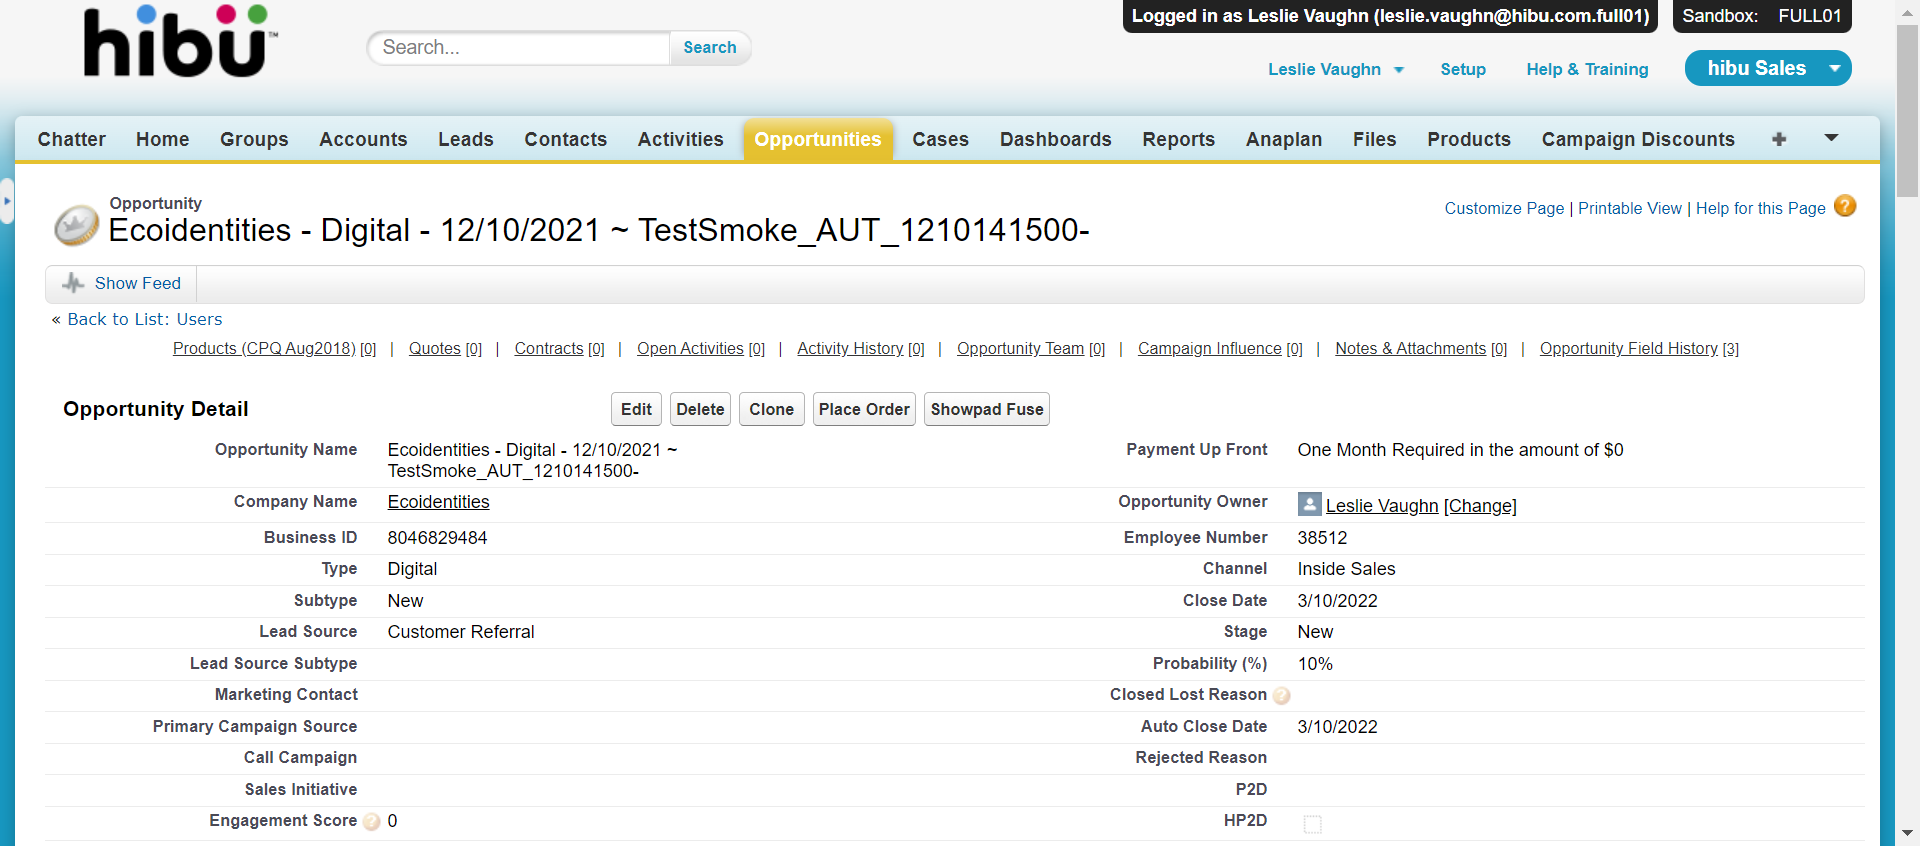 Logged in as Leslie Vaughn (leslie.vaughn@hibu.com.full01)
Sandbox: FULL01
hibü™
Search...
Search
Leslie Vaughn
Setup
Help & Training
hibu Sales
Chatter Home Groups Accounts Leads Contacts Activities Opportunities Cases Dashboards Reports Anaplan Files Products Campaign Discounts +
Opportunity
Ecoidentities - Digital - 12/10/2021 ~ TestSmoke_AUT_1210141500-
Customize Page | Printable View | Help for this Page ?
Show Feed
« Back to List: Users
Products (CPQ Aug2018) [0] | Quotes [0] | Contracts [0] | Open Activities [0] | Activity History [0] | Opportunity Team [0] | Campaign Influence [0] | Notes & Attachments [0] | Opportunity Field History [3]
Opportunity Detail
Edit Delete Clone Place Order Showpad Fuse
Opportunity Name Ecoidentities - Digital - 12/10/2021 ~
TestSmoke_AUT_1210141500-
Payment Up Front One Month Required in the amount of $0
Company Name Ecoidentities
Opportunity Owner Leslie Vaughn [Change]
Business ID 8046829484
Employee Number 38512
Type Digital
Channel Inside Sales
Subtype New
Close Date 3/10/2022
Lead Source Customer Referral
Stage New
Lead Source Subtype
Probability (%) 10%
Marketing Contact
Closed Lost Reason ?
Primary Campaign Source
Auto Close Date 3/10/2022
Call Campaign
Rejected Reason
Sales Initiative
P2D
Engagement Score ? 0
HP2D